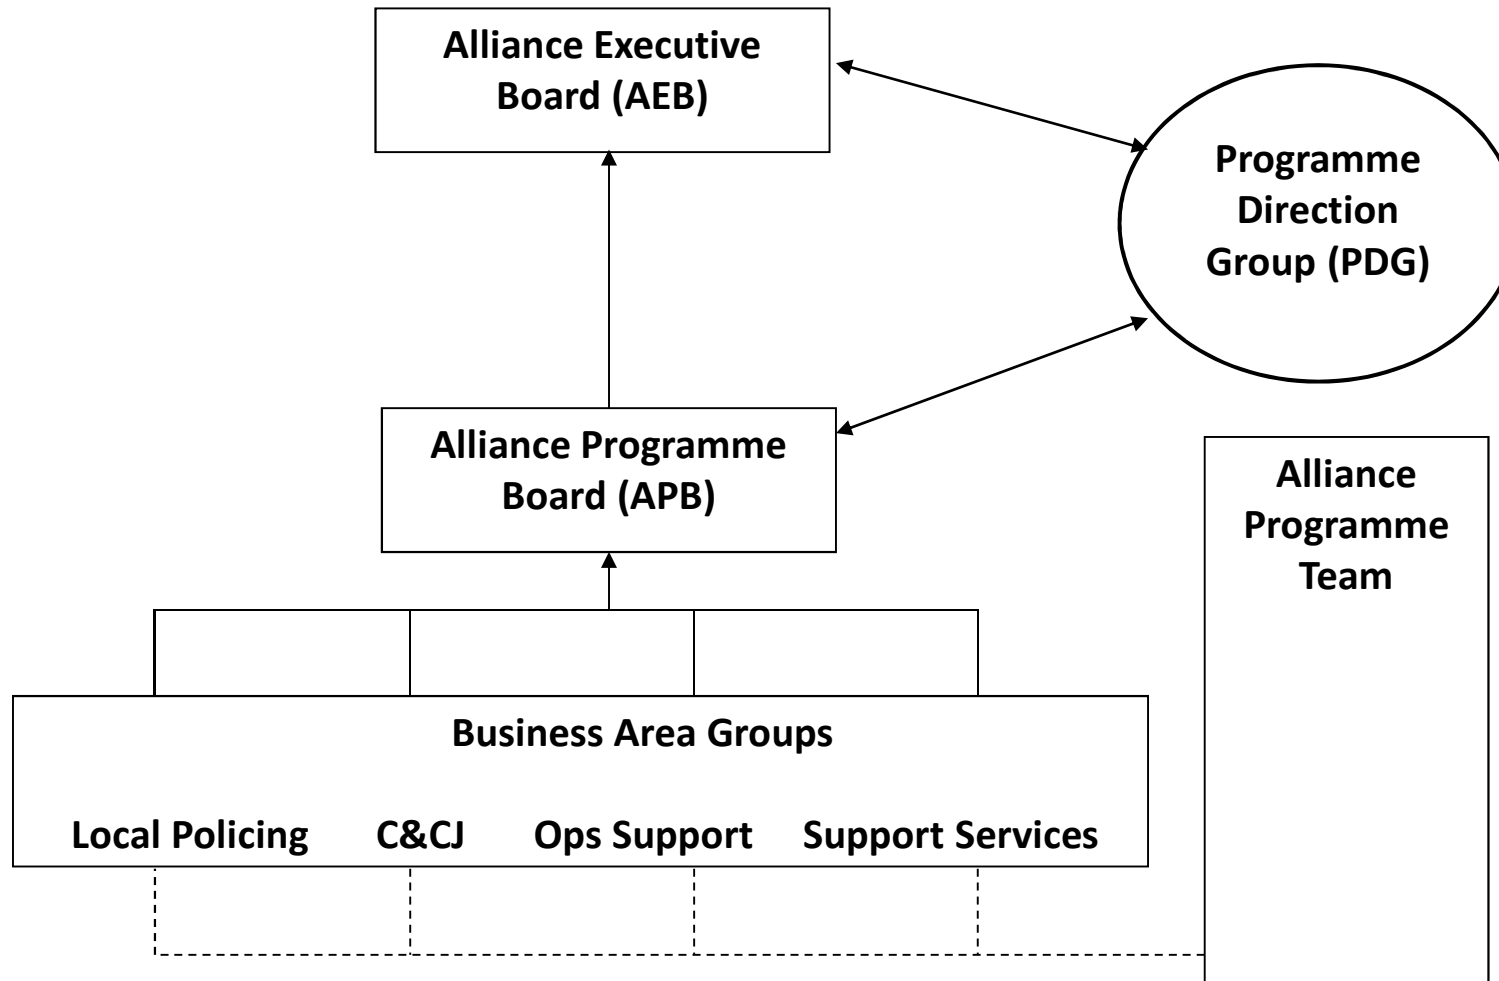 Alliance Executive
Board (AEB)
Programme
Direction
Group (PDG)
Alliance Programme
Board (APB)
Alliance
Programme
Team
Business Area Groups
Local Policing C&CJ Ops Support Support Services